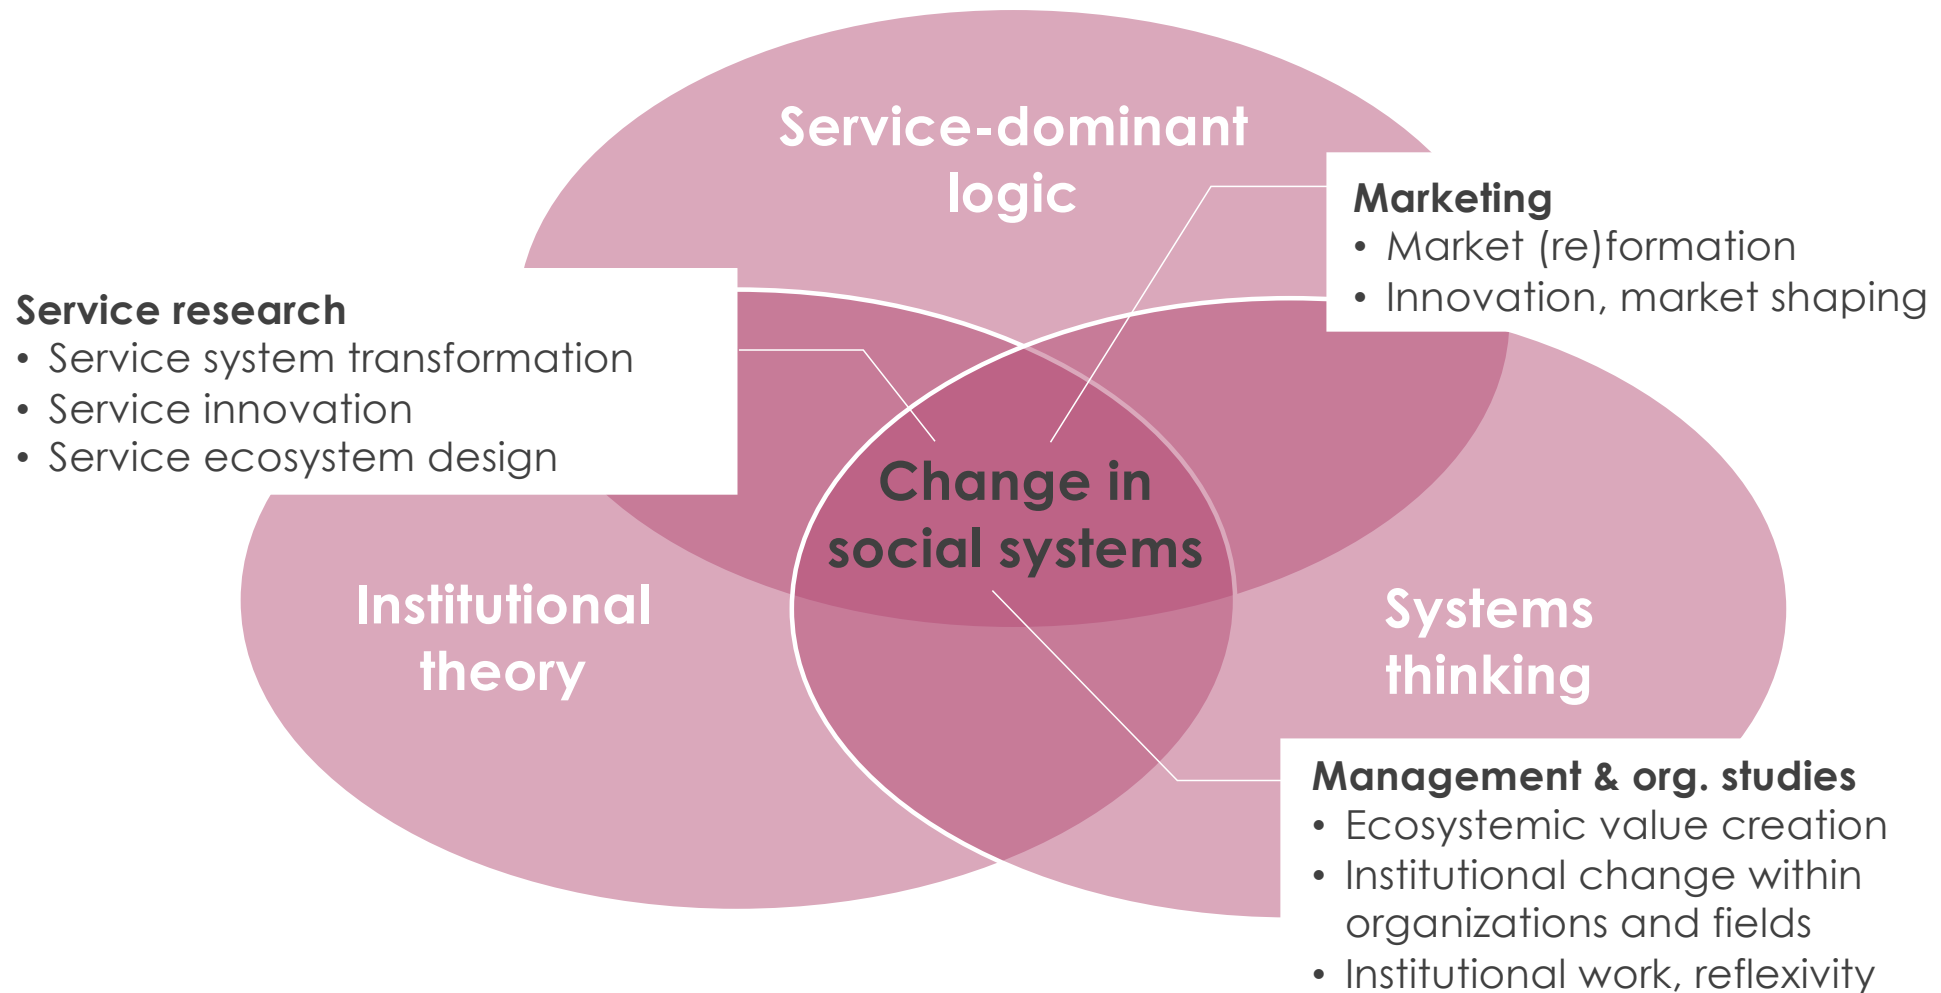 Service-dominant
logic
Marketing
• Market (re)formation
• Innovation, market shaping
Service research
• Service system transformation
• Service innovation
• Service ecosystem design
Change in
social systems
Institutional
theory
Systems
thinking
Management & org. studies
• Ecosystemic value creation
• Institutional change within
organizations and fields
• Institutional work, reflexivity